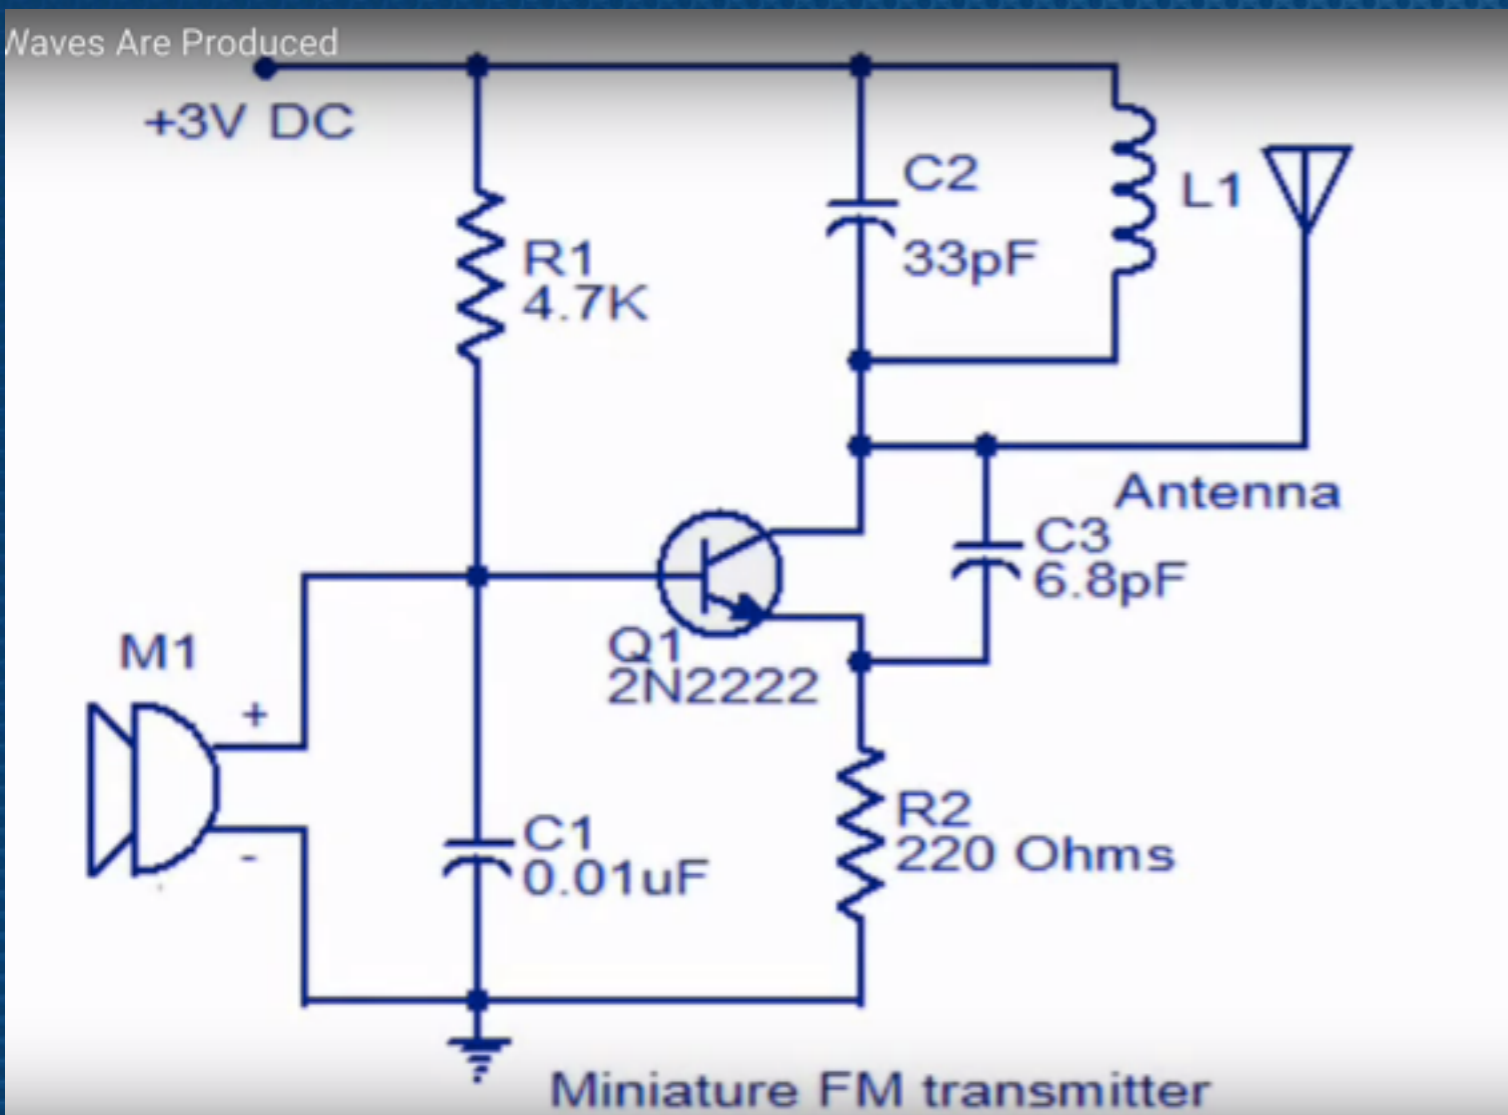 Waves Are Produced
+3V DC
C2
33pF
L1
R1
4.7K
Antenna
C3
6.8pF
M1
+
-
Q1
2N2222
C1
0.01uF
R2
220 Ohms
Miniature FM transmitter